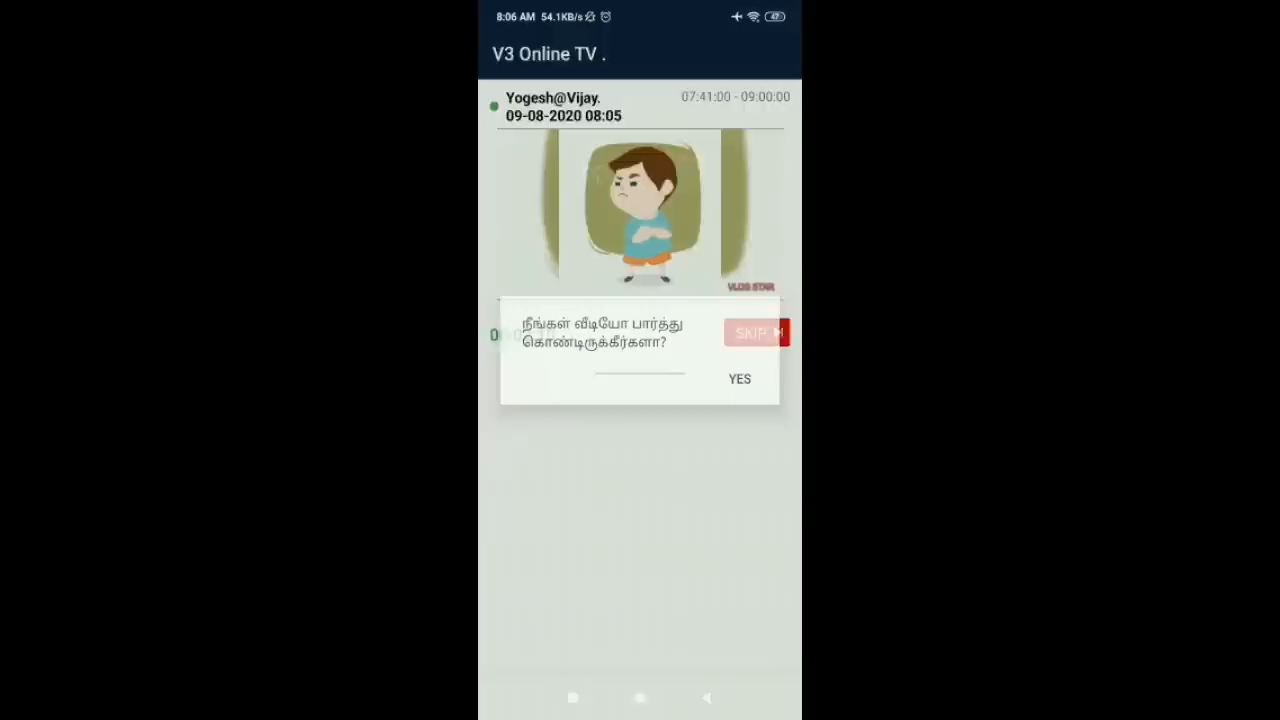 8:06 AM 54.1KB/s 47
V3 Online TV .
Yogesh@Vijay. 07:41:00 - 09:00:00
09-08-2020 08:05
VLOG STAR
நீங்கள் வீடியோ பார்த்து
கொண்டிருக்கீர்களா?
SKIP
YES